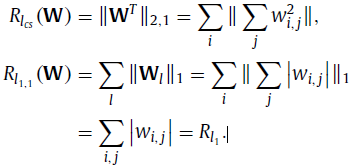 R_{l_{cs}}(𝐖) = ‖𝐖^T‖_{2,1} = ∑_i ‖ ∑_j w_{i,j}^2 ‖,
R_{l_{1,1}}(𝐖) = ∑_l ‖𝐖_l‖_1 = ∑_i ‖ ∑_j |w_{i,j}| ‖_1
= ∑_{i,j} |w_{i,j}| = R_{l_1}.